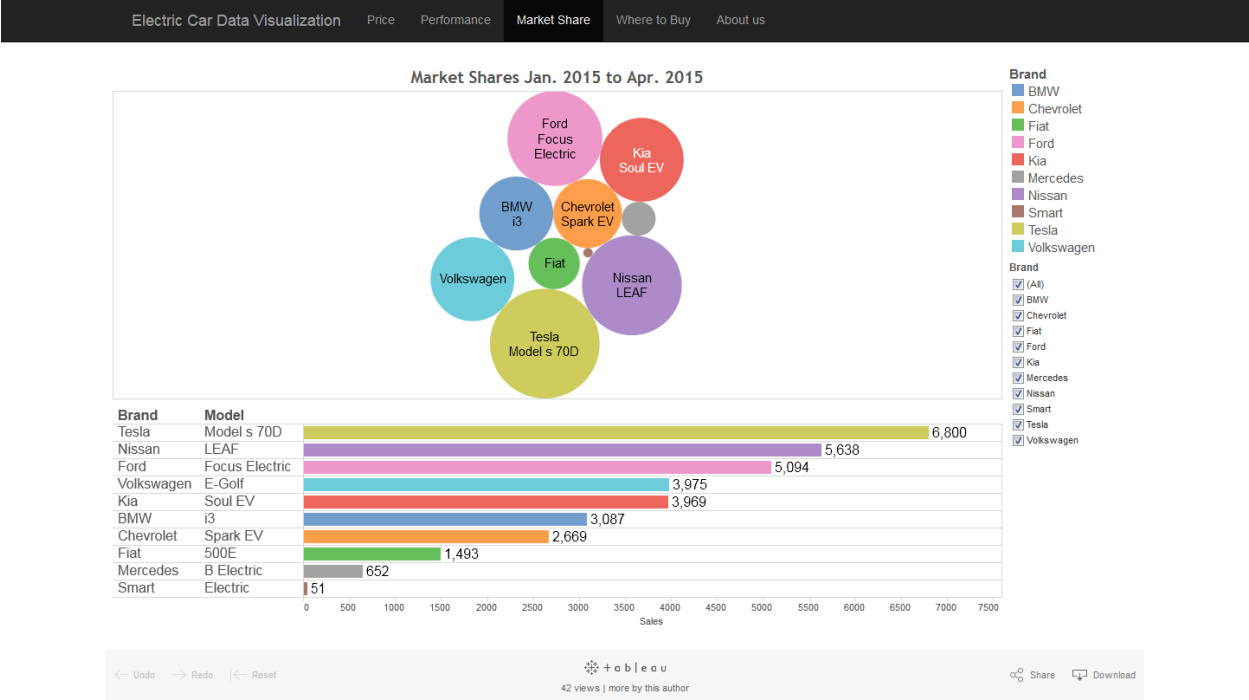 Electric Car Data Visualization Price Performance Market Share Where to Buy About us
Market Shares Jan. 2015 to Apr. 2015
Ford
Focus
Electric
Kia
Soul EV
BMW
i3
Chevrolet
Spark EV
Fiat
Volkswagen
Nissan
LEAF
Tesla
Model s 70D
Brand
BMW
Chevrolet
Fiat
Ford
Kia
Mercedes
Nissan
Smart
Tesla
Volkswagen
Brand
(All)
BMW
Chevrolet
Fiat
Ford
Kia
Mercedes
Nissan
Smart
Tesla
Volkswagen
Brand Model
Tesla Model s 70D 6,800
Nissan LEAF 5,638
Ford Focus Electric 5,094
Volkswagen E-Golf 3,975
Kia Soul EV 3,969
BMW i3 3,087
Chevrolet Spark EV 2,669
Fiat 500E 1,493
Mercedes B Electric 652
Smart Electric 51
0 500 1000 1500 2000 2500 3000 3500 4000 4500 5000 5500 6000 6500 7000 7500
Sales
Undo Redo Reset
+ableau
42 views | more by this author
Share Download